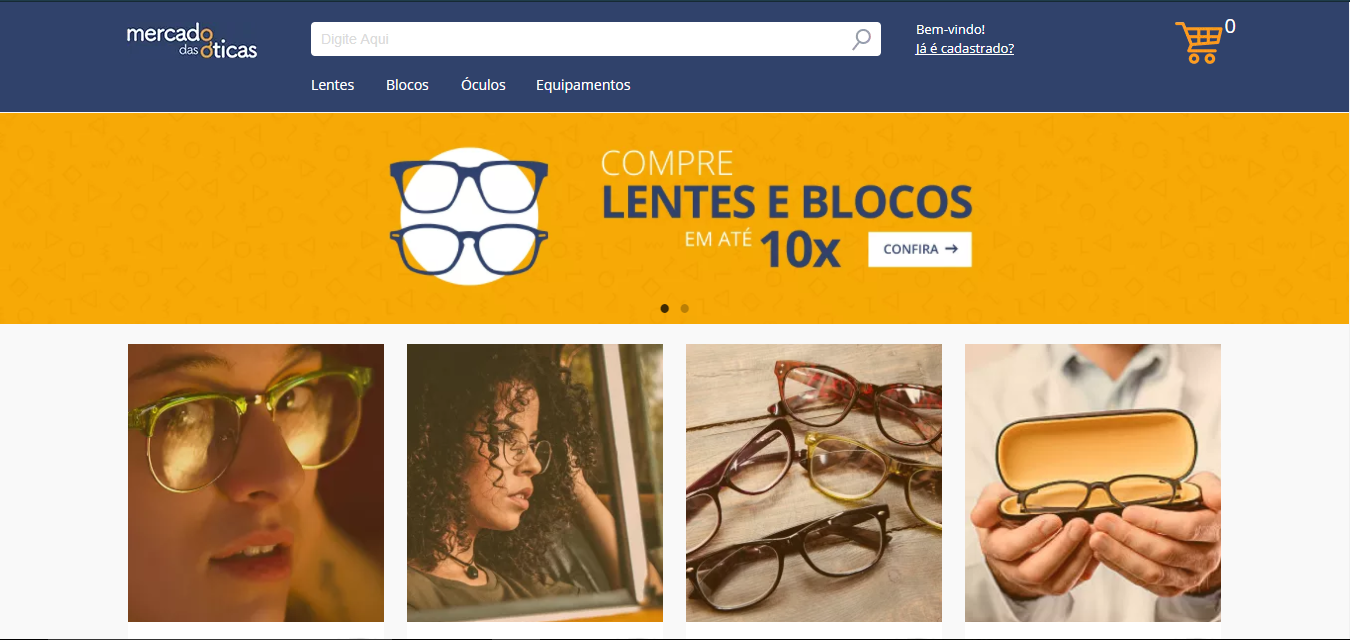 mercado
das óticas
Digite Aqui
Bem-vindo!
Já é cadastrado?
0
Lentes Blocos Óculos Equipamentos
COMPRE
LENTES E BLOCOS
EM ATÉ 10x CONFIRA →